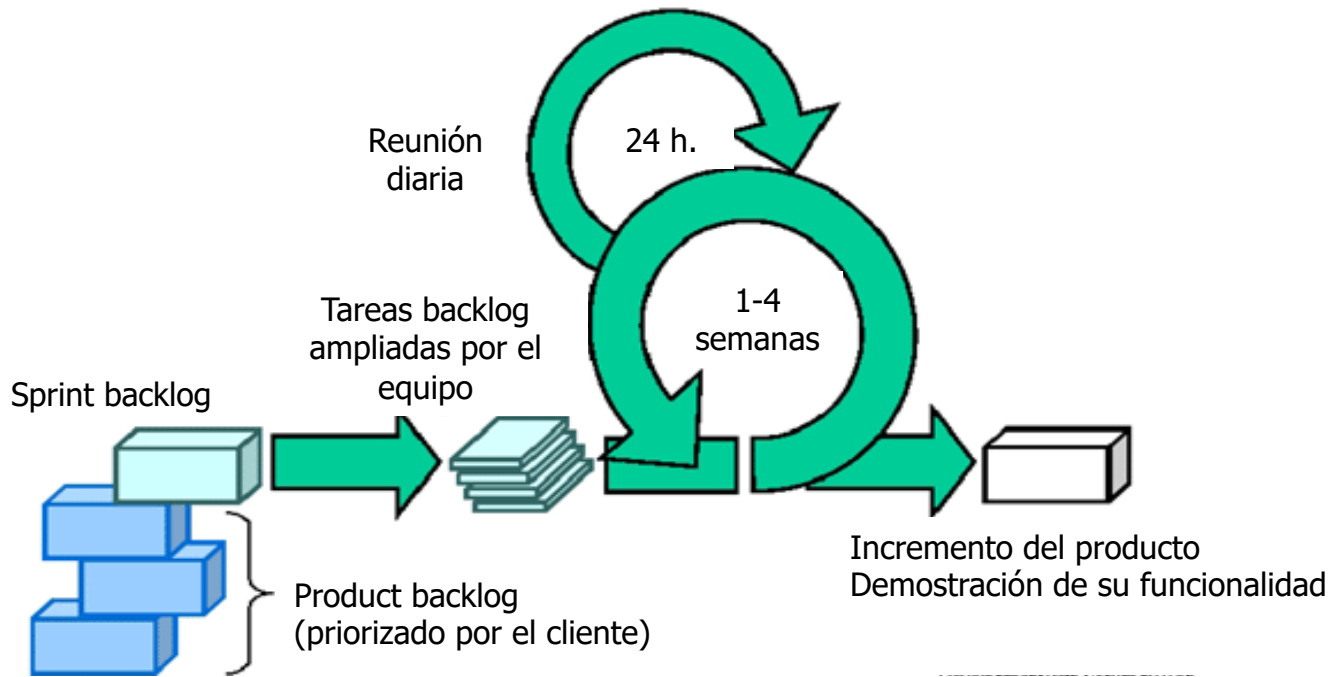 Reunión
diaria
24 h.
Tareas backlog
ampliadas por el
equipo
1-4
semanas
Sprint backlog
Incremento del producto
Demostración de su funcionalidad
Product backlog
(priorizado por el cliente)